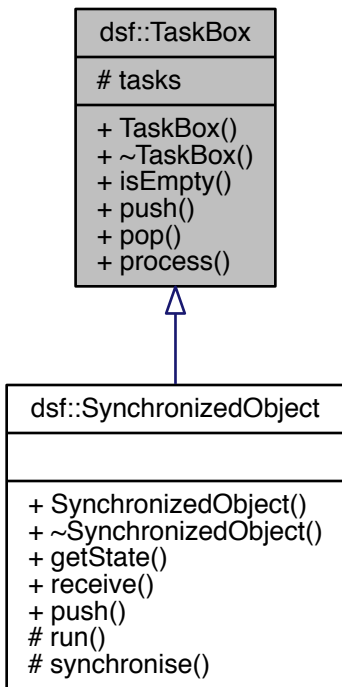 dsf::TaskBox
# tasks
+ TaskBox()
+ ~TaskBox()
+ isEmpty()
+ push()
+ pop()
+ process()
dsf::SynchronizedObject
+ SynchronizedObject()
+ ~SynchronizedObject()
+ getState()
+ receive()
+ push()
# run()
# synchronise()